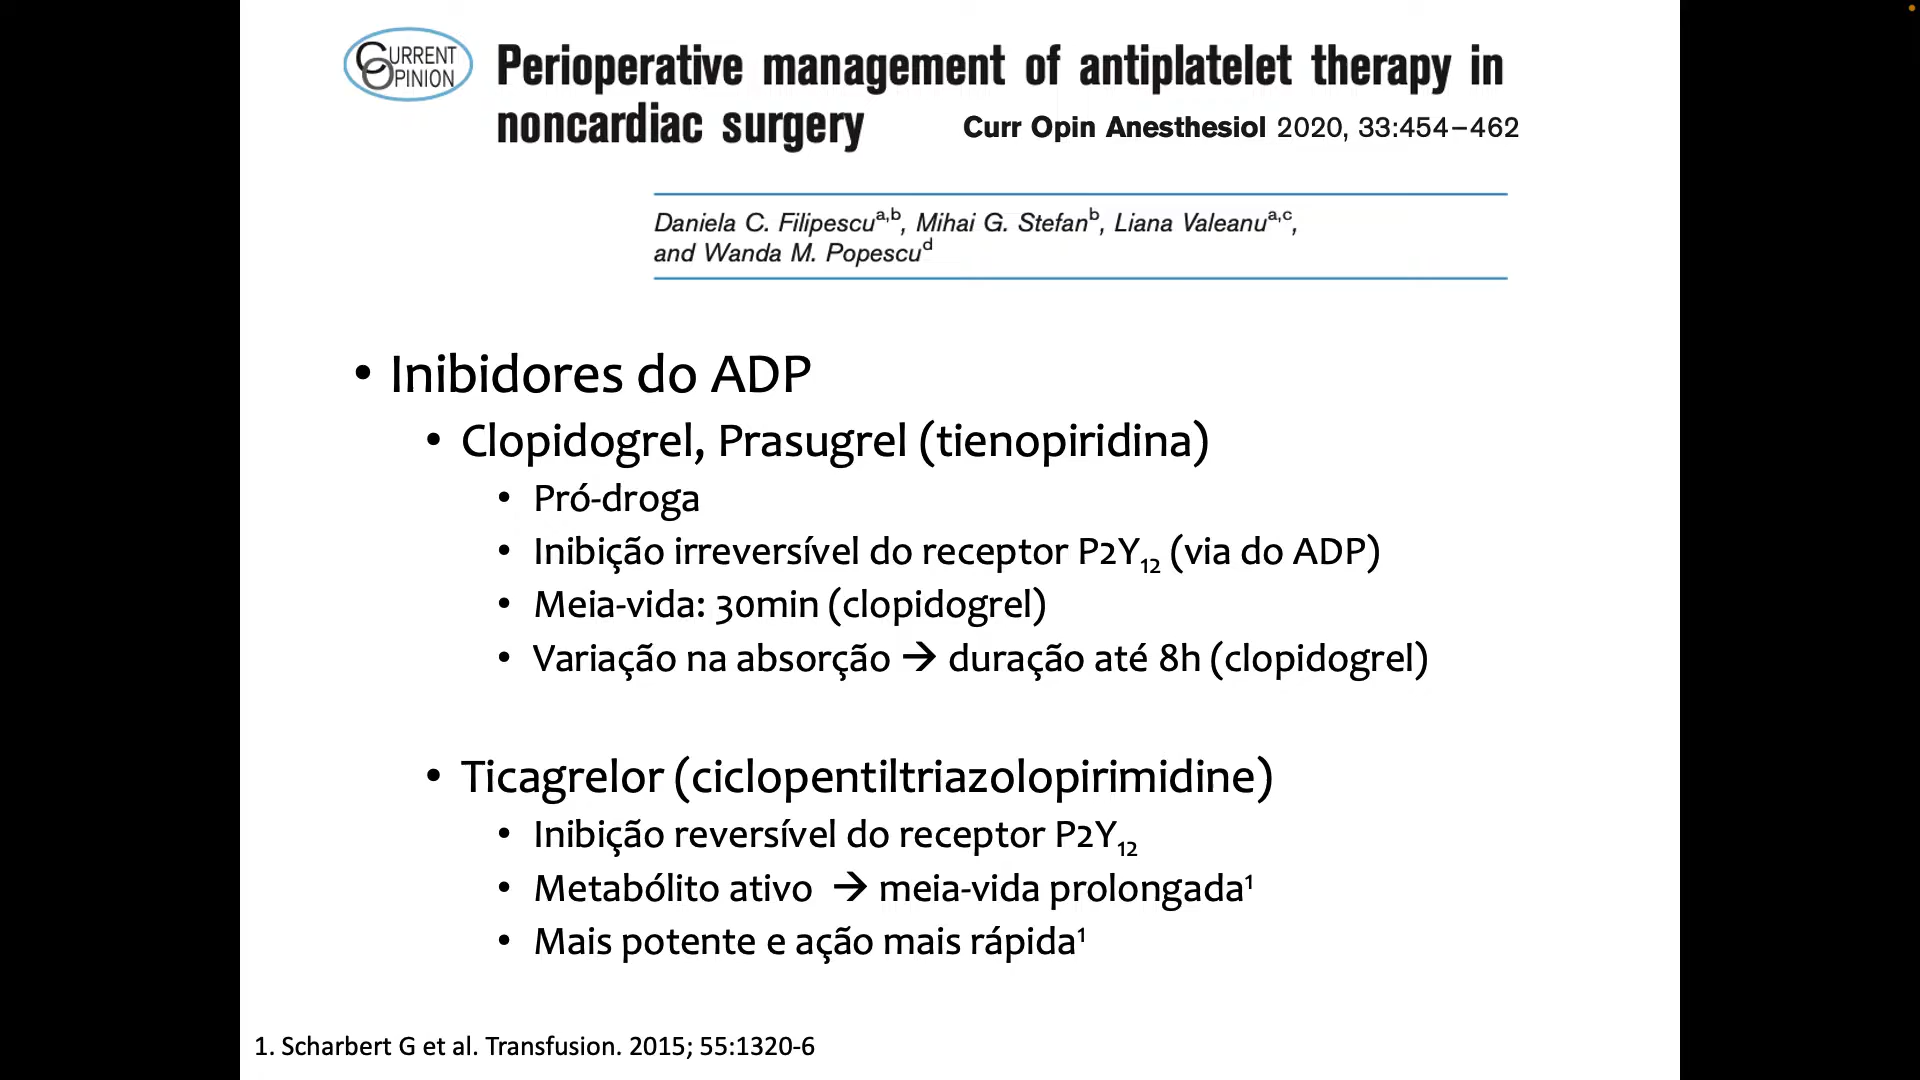 CURRENT OPINION
Perioperative management of antiplatelet therapy in
noncardiac surgery
Curr Opin Anesthesiol 2020, 33:454–462
Daniela C. Filipescu^a,b, Mihai G. Stefan^b, Liana Valeanu^a,c,
and Wanda M. Popescu^d
• Inibidores do ADP
• Clopidogrel, Prasugrel (tienopiridina)
• Pró-droga
• Inibição irreversível do receptor P2Y₁₂ (via do ADP)
• Meia-vida: 30min (clopidogrel)
• Variação na absorção → duração até 8h (clopidogrel)
• Ticagrelor (ciclopentiltriazolopirimidine)
• Inibição reversível do receptor P2Y₁₂
• Metabólito ativo → meia-vida prolongada¹
• Mais potente e ação mais rápida¹
1. Scharbert G et al. Transfusion. 2015; 55:1320-6